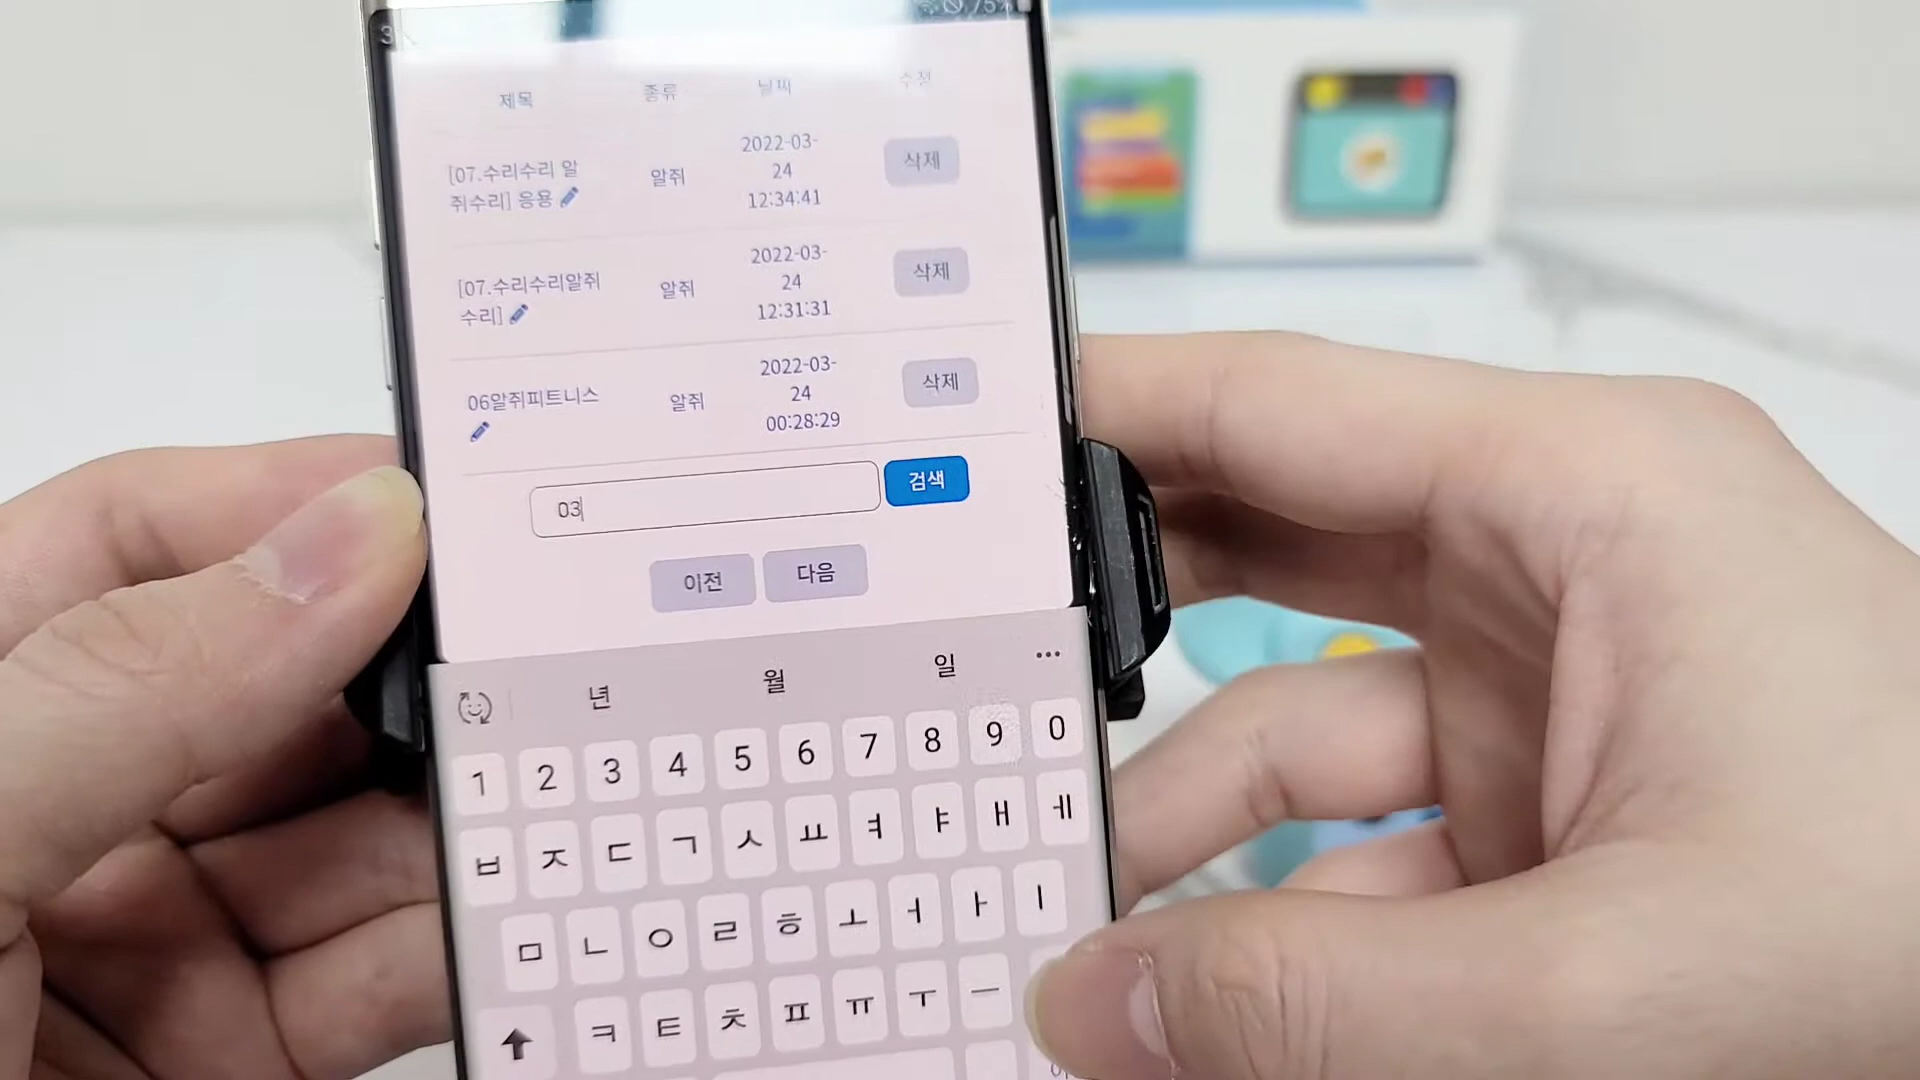 제목 종류 날짜 수정
[07.수리수리 알
쥐수리] 응용
알쥐
2022-03-
24
12:34:41
삭제
[07.수리수리알쥐
수리]
알쥐
2022-03-
24
12:31:31
삭제
06알쥐피트니스
알쥐
2022-03-
24
00:28:29
삭제
03
검색
이전 다음
년 월 일
1 2 3 4 5 6 7 8 9 0
ㅂ ㅈ ㄷ ㄱ ㅅ ㅛ ㅕ ㅑ ㅐ ㅔ
ㅁ ㄴ ㅇ ㄹ ㅎ ㅗ ㅓ ㅏ ㅣ
ㅋ ㅌ ㅊ ㅍ ㅠ ㅜ ㅡ